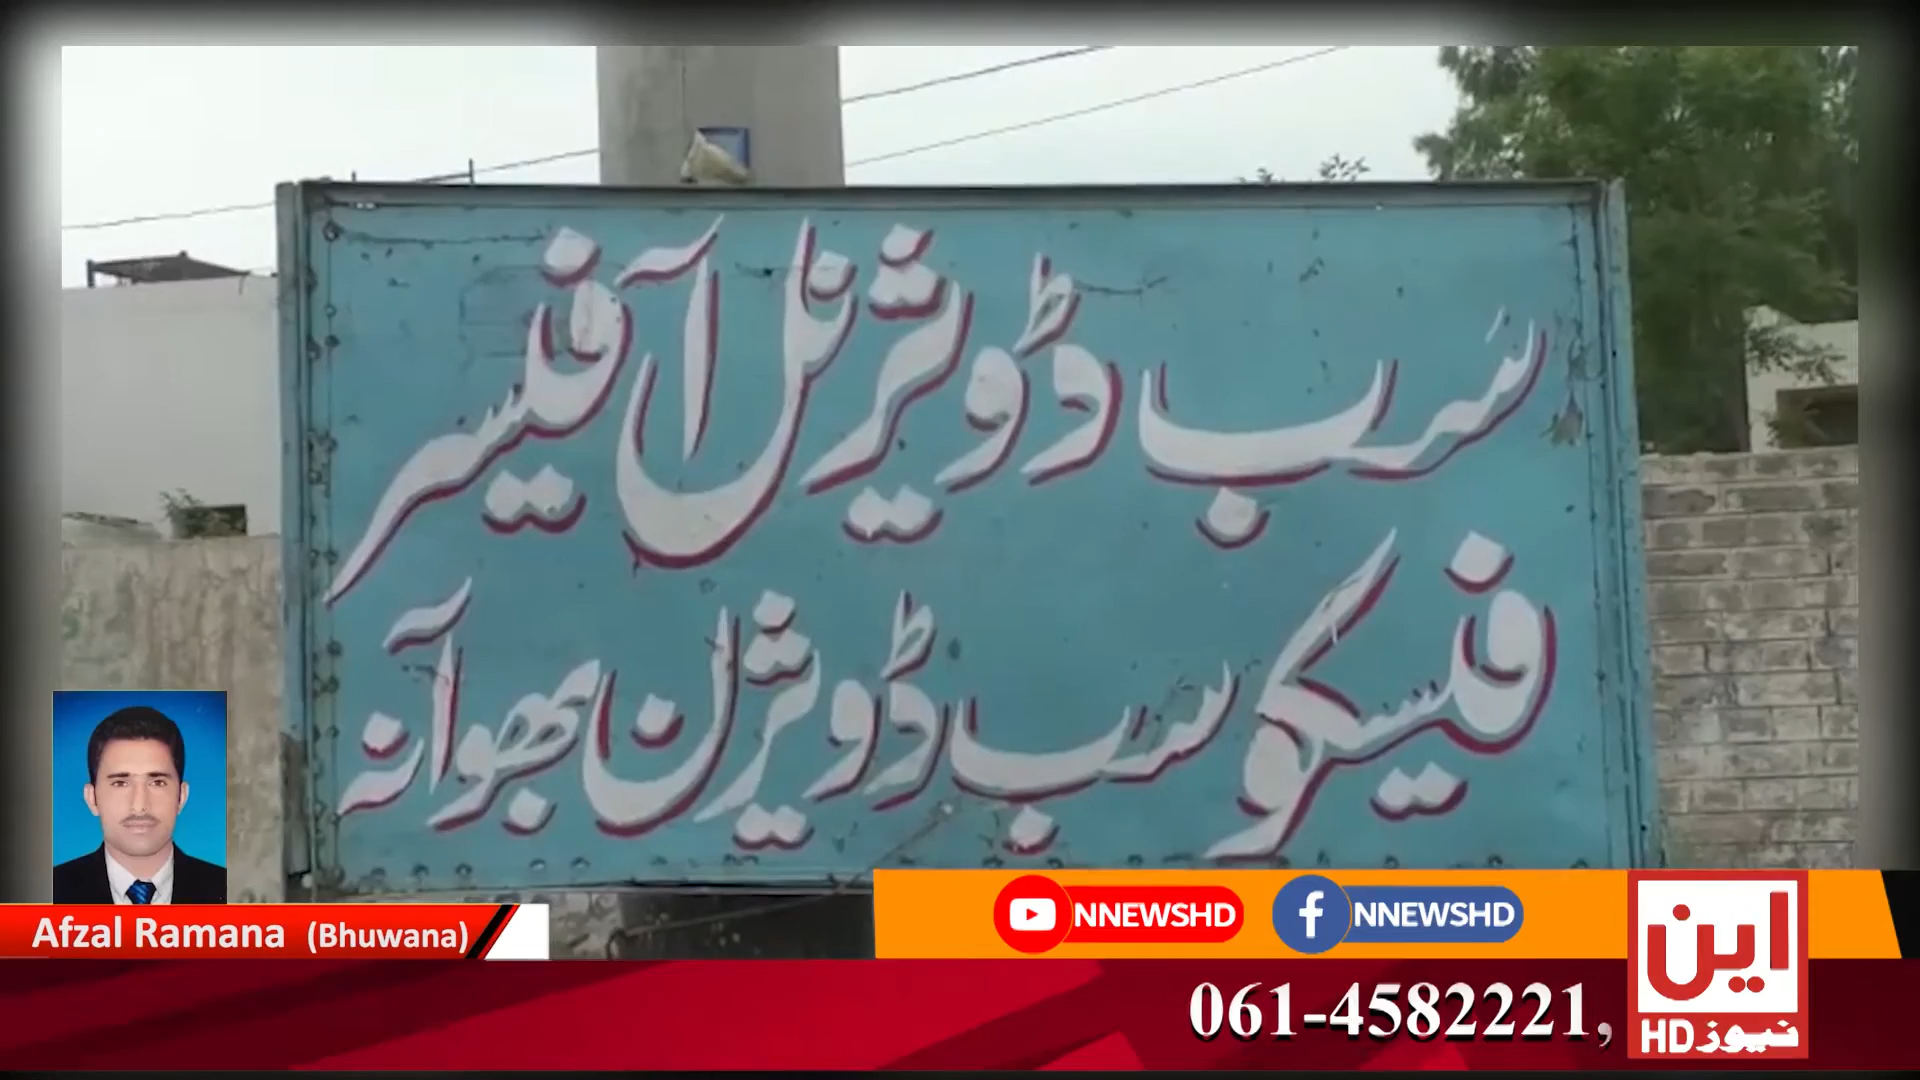 سب ڈویژنل آفیسر
فیسکو سب ڈویژن بھوآنہ
Afzal Ramana (Bhuwana)
NNEWSHD NNEWSHD
061-4582221,
این
نیوز HD